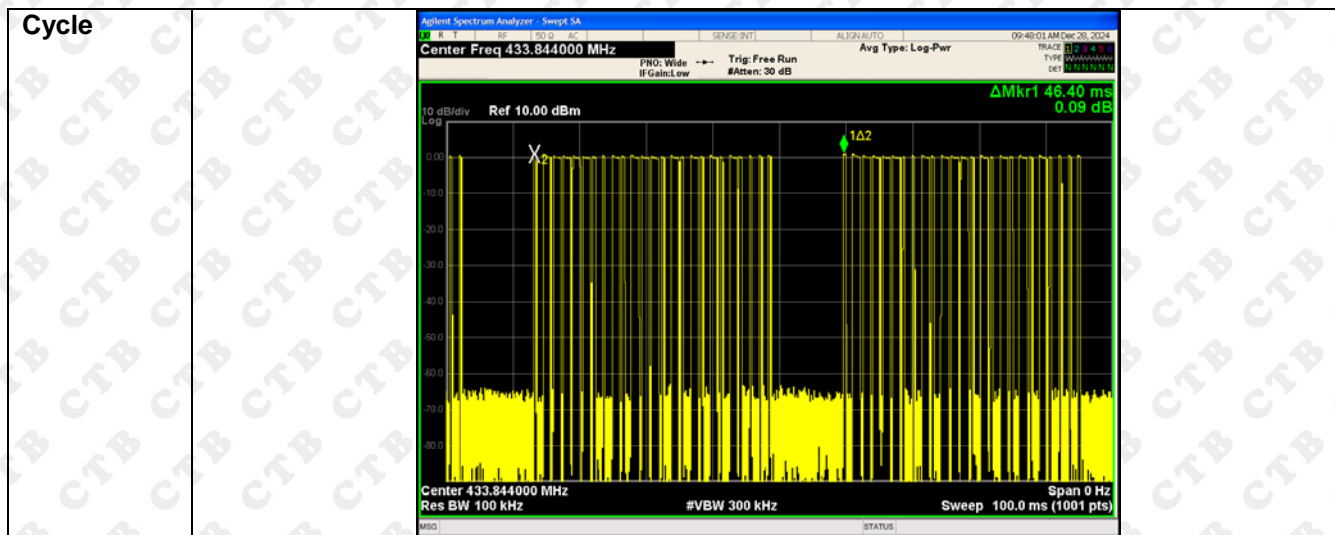 Cycle
Agilent Spectrum Analyzer - Swept SA
R T RF 50 Ω AC SENSE:INT ALIGN AUTO 09:48:01 AM Dec 28, 2024
Center Freq 433.844000 MHz
Avg Type: Log-Pwr
TRACE 1 2 3 4 5 6
PNO: Wide
Trig: Free Run
TYPE
IFGain:Low
#Atten: 30 dB
DET N N N N N N
ΔMkr1 46.40 ms
0.09 dB
10 dB/div Ref 10.00 dBm
Log
1Δ2
0.00
X2
-10.0
-20.0
-30.0
-40.0
-50.0
-60.0
-70.0
-80.0
Center 433.844000 MHz Span 0 Hz
Res BW 100 kHz #VBW 300 kHz Sweep 100.0 ms (1001 pts)
MSG STATUS
CTB